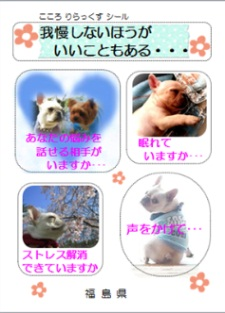 こころ りらっくす シール
我慢しないほうが
いいこともある・・・
あなたの悩みを
話せる相手が
いますか･･･
眠れて
いますか･･･
ストレス解消
できていますか
声をかけて･･･
福島県